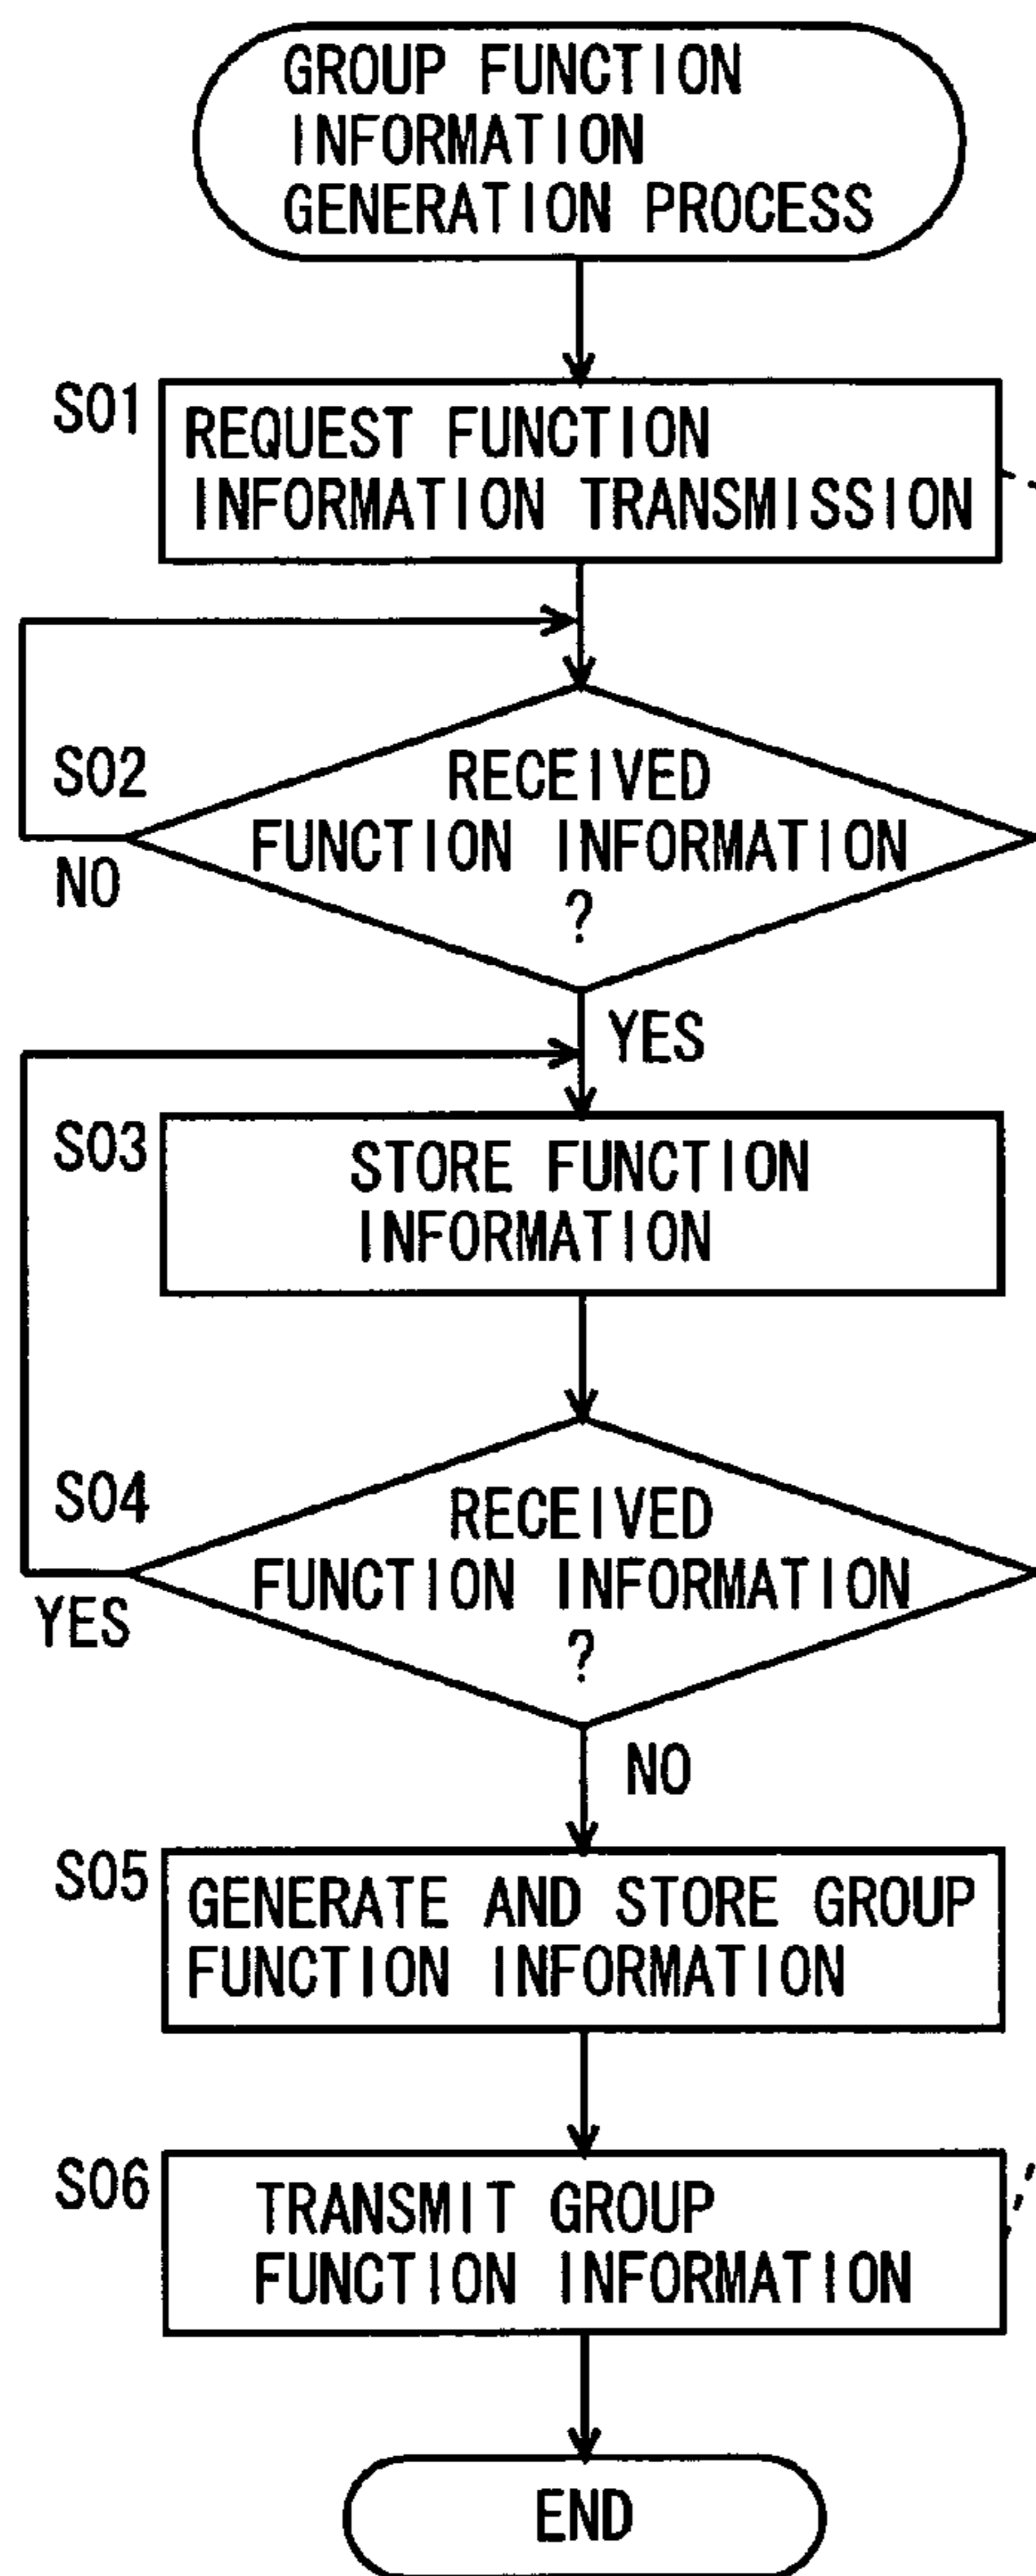 GROUP FUNCTION
INFORMATION
GENERATION PROCESS
S01
REQUEST FUNCTION
INFORMATION TRANSMISSION
S02
RECEIVED
FUNCTION INFORMATION
?
NO
YES
S03
STORE FUNCTION
INFORMATION
S04
RECEIVED
FUNCTION INFORMATION
?
YES
NO
S05
GENERATE AND STORE GROUP
FUNCTION INFORMATION
S06
TRANSMIT GROUP
FUNCTION INFORMATION
END